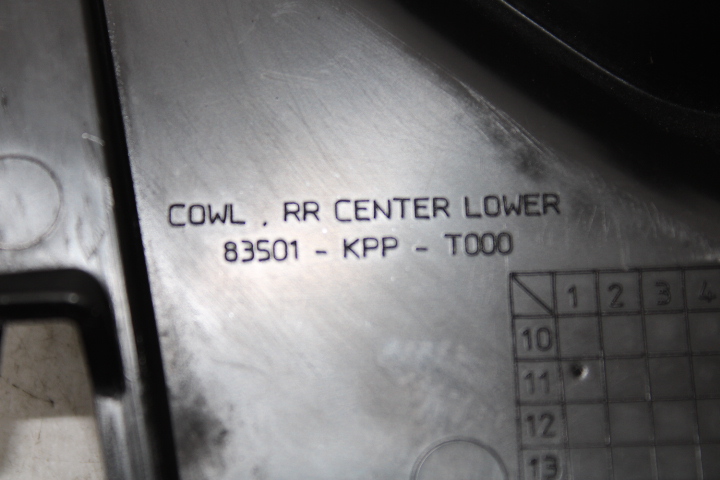 COWL . RR CENTER LOWER
83501 - KPP - T000
1 2 3 4
10
11
12
13